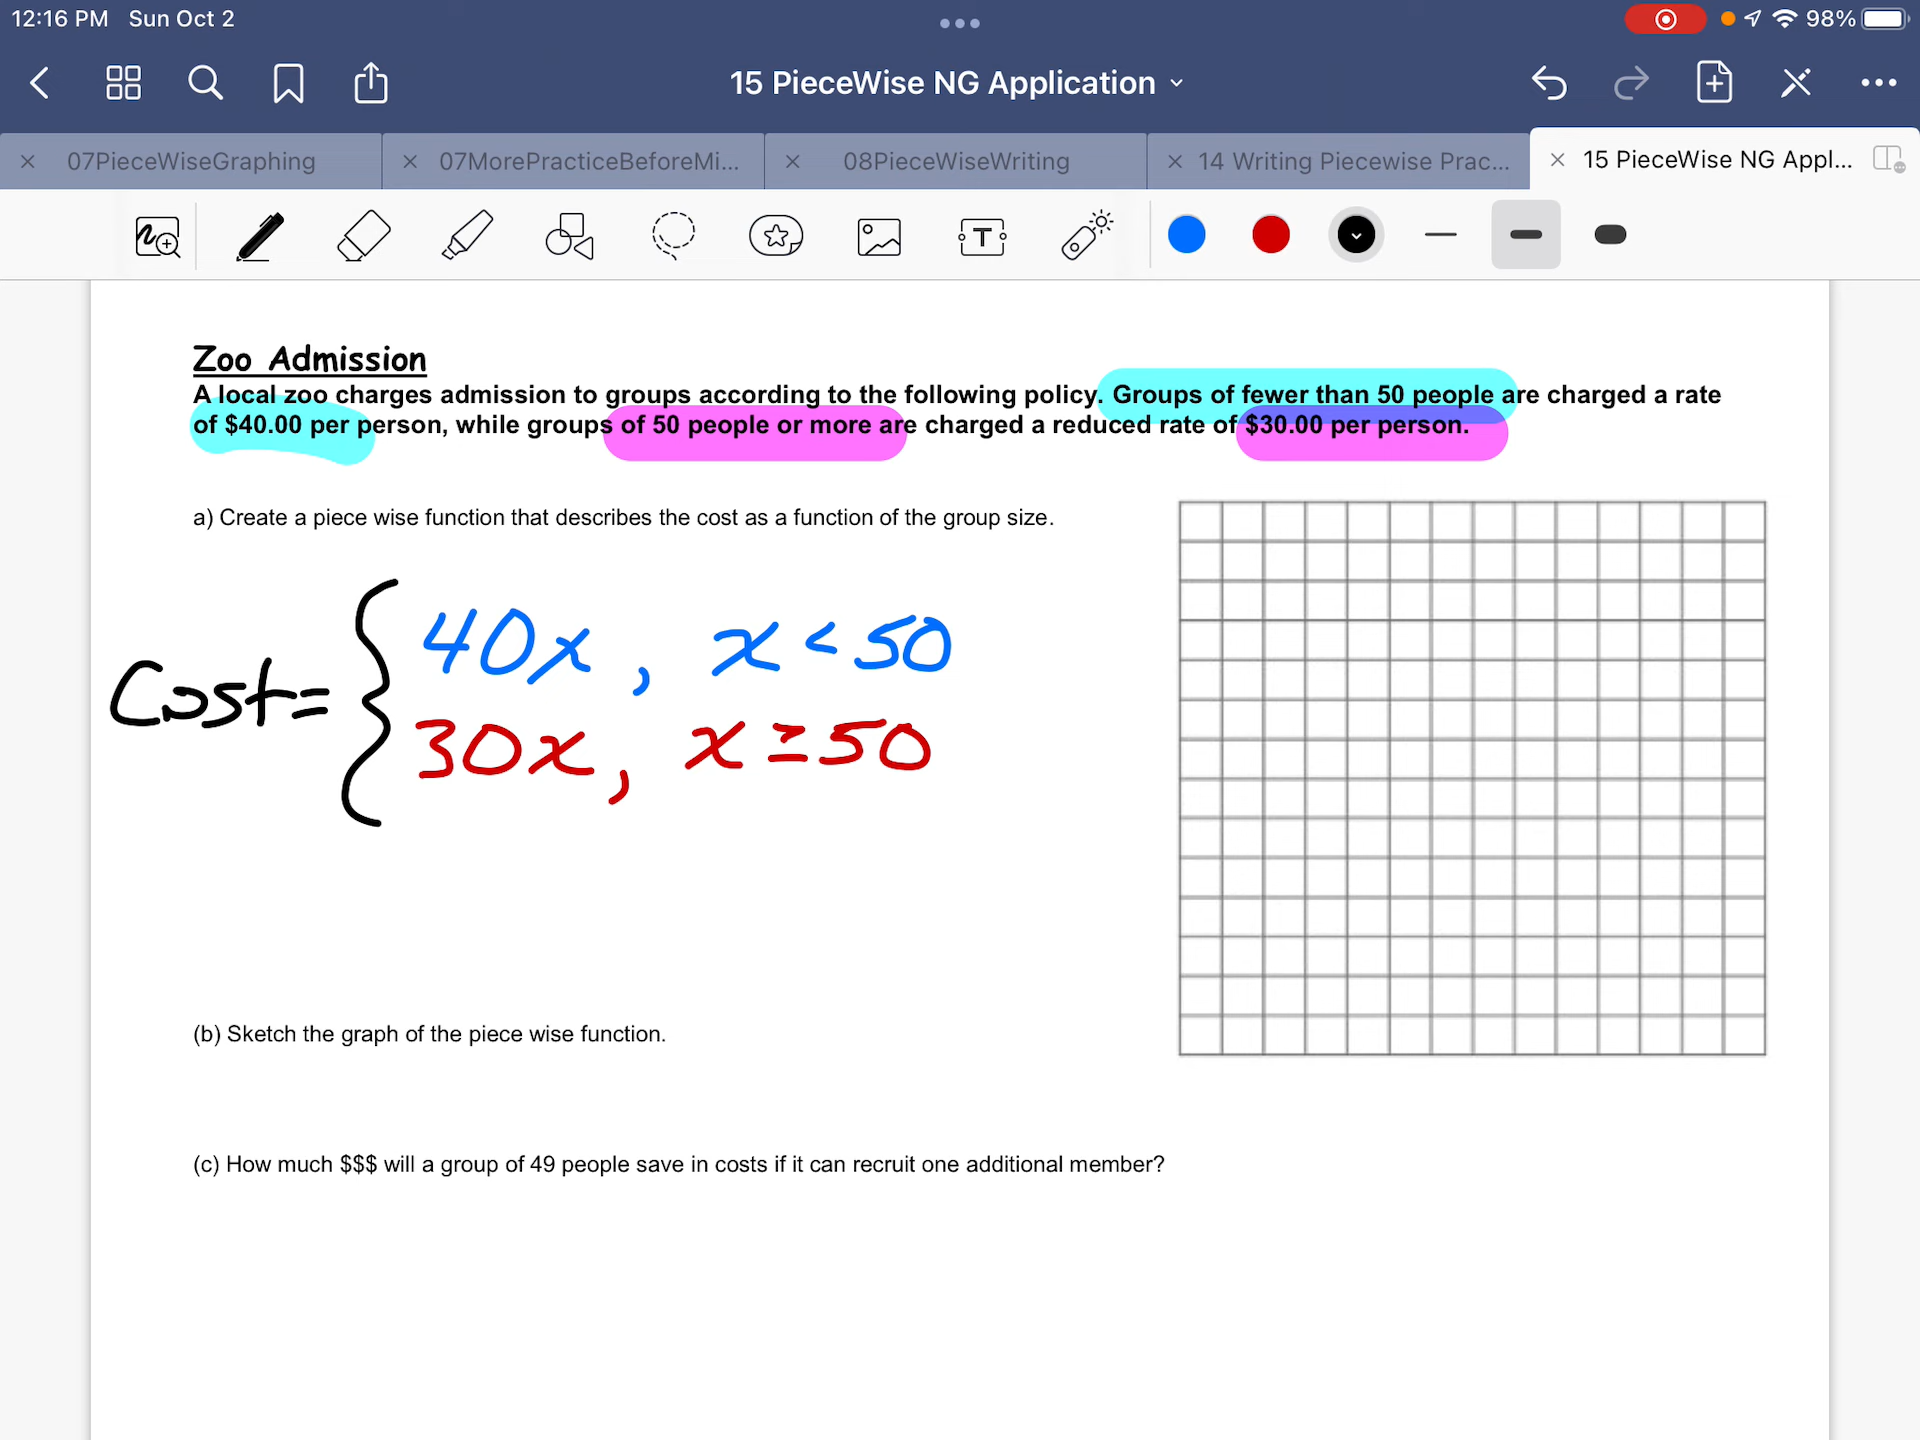 12:16 PM Sun Oct 2
98%
15 PieceWise NG Application
07PieceWiseGraphing
07MorePracticeBeforeMi...
08PieceWiseWriting
14 Writing Piecewise Prac...
15 PieceWise NG Appl...
T
Zoo Admission
A local zoo charges admission to groups according to the following policy. Groups of fewer than 50 people are charged a rate
of $40.00 per person, while groups of 50 people or more are charged a reduced rate of $30.00 per person.
a) Create a piece wise function that describes the cost as a function of the group size.
40x, x < 50
Cost = {
30x, x ≥ 50
(b) Sketch the graph of the piece wise function.
(c) How much $$$ will a group of 49 people save in costs if it can recruit one additional member?